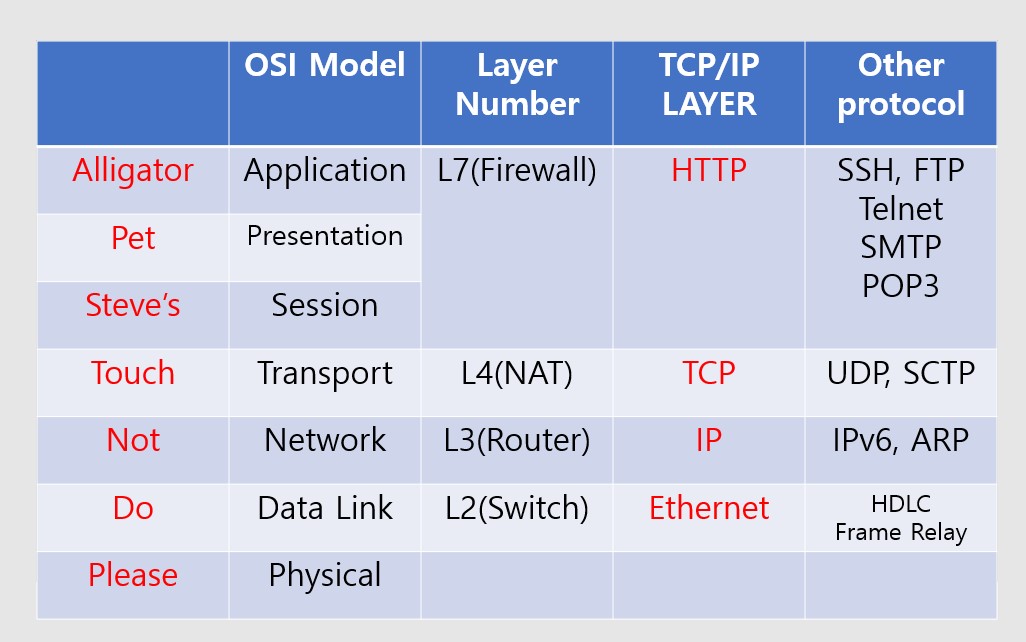 OSI Model
Layer
Number
TCP/IP
LAYER
Other
protocol
Alligator
Application
L7(Firewall)
HTTP
SSH, FTP
Telnet
SMTP
POP3
Pet
Presentation
Steve’s
Session
Touch
Transport
L4(NAT)
TCP
UDP, SCTP
Not
Network
L3(Router)
IP
IPv6, ARP
Do
Data Link
L2(Switch)
Ethernet
HDLC
Frame Relay
Please
Physical